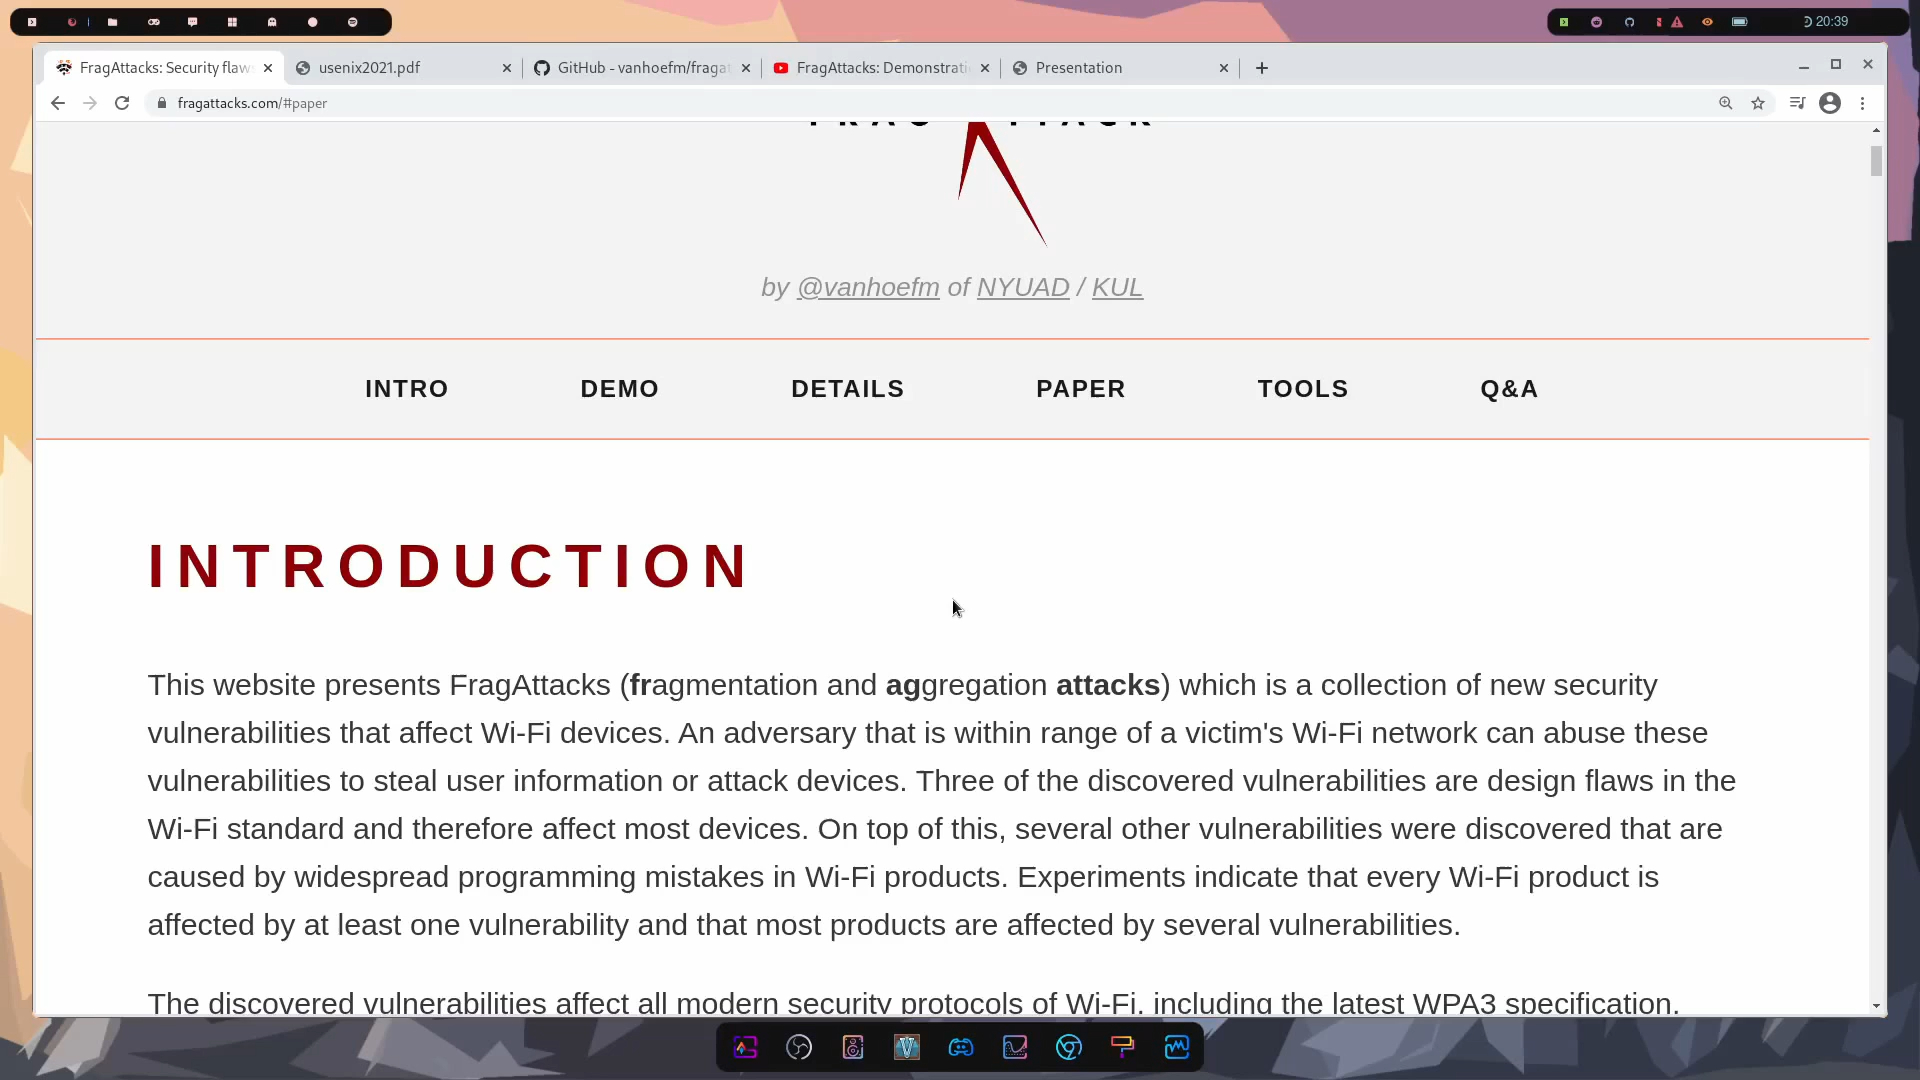 20:39
FragAttacks: Security flaw
usenix2021.pdf
GitHub - vanhoefm/fragat
FragAttacks: Demonstrati
Presentation
fragattacks.com/#paper
by @vanhoefm of NYUAD / KUL
INTRO
DEMO
DETAILS
PAPER
TOOLS
Q&A
INTRODUCTION
This website presents FragAttacks (fragmentation and aggregation attacks) which is a collection of new security
vulnerabilities that affect Wi-Fi devices. An adversary that is within range of a victim's Wi-Fi network can abuse these
vulnerabilities to steal user information or attack devices. Three of the discovered vulnerabilities are design flaws in the
Wi-Fi standard and therefore affect most devices. On top of this, several other vulnerabilities were discovered that are
caused by widespread programming mistakes in Wi-Fi products. Experiments indicate that every Wi-Fi product is
affected by at least one vulnerability and that most products are affected by several vulnerabilities.
The discovered vulnerabilities affect all modern security protocols of Wi-Fi, including the latest WPA3 specification.